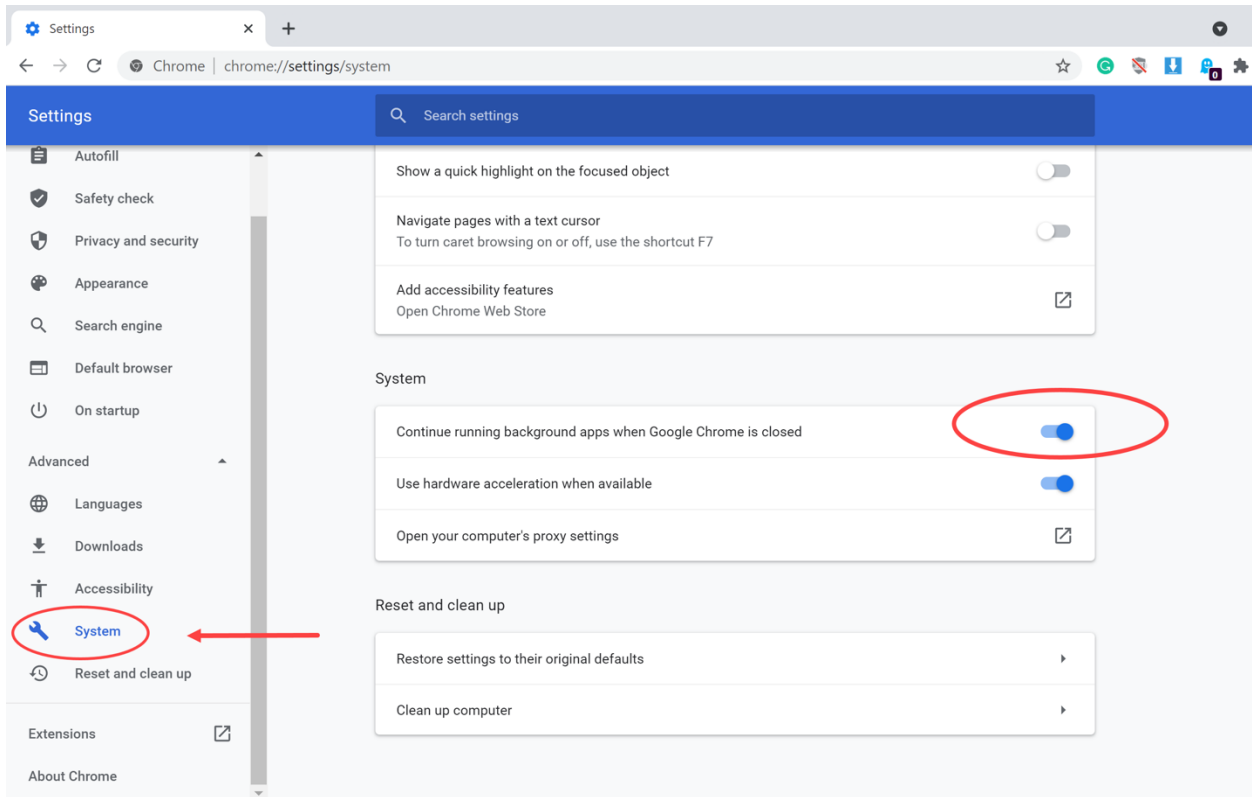 Settings
Chrome | chrome://settings/system
0
Settings
Search settings
Autofill
Safety check
Privacy and security
Appearance
Search engine
Default browser
On startup
Advanced
Languages
Downloads
Accessibility
System
Reset and clean up
Extensions
About Chrome
Show a quick highlight on the focused object
Navigate pages with a text cursor
To turn caret browsing on or off, use the shortcut F7
Add accessibility features
Open Chrome Web Store
System
Continue running background apps when Google Chrome is closed
Use hardware acceleration when available
Open your computer's proxy settings
Reset and clean up
Restore settings to their original defaults
Clean up computer